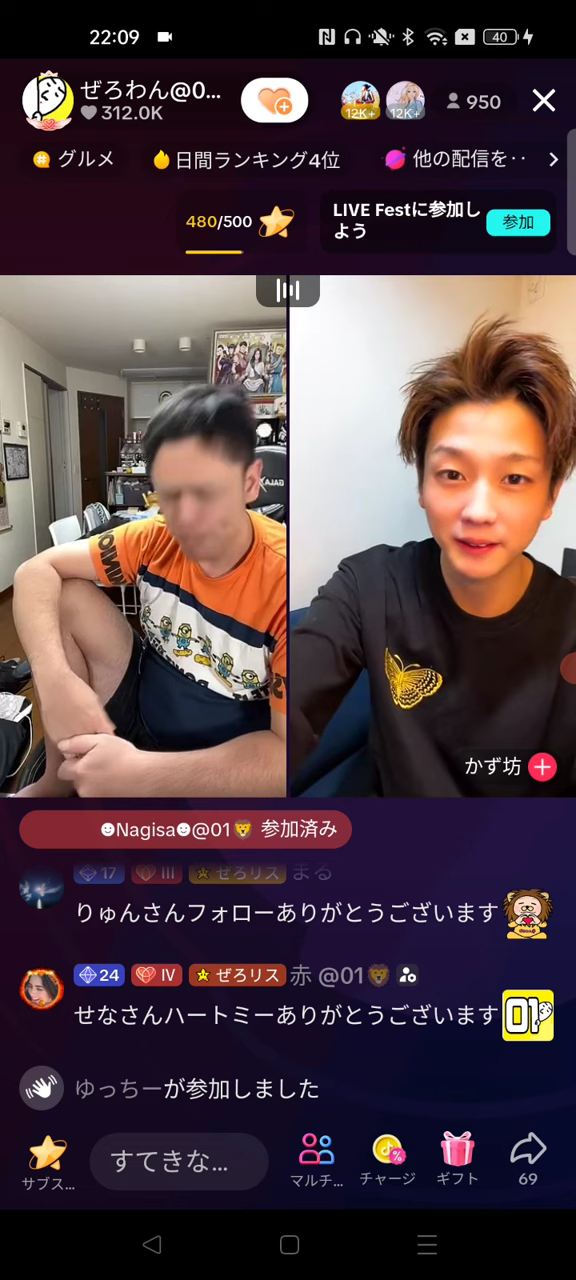 22:09
40
ぜろわん@0...
312.0K
12K+
12K+
950
グルメ
日間ランキング4位
他の配信を‥
480/500
LIVE Festに参加し
よう
参加
かず坊
☻Nagisa☻@01🦁 参加済み
17 III ぜろリス まる
りゅんさんフォローありがとうございます
24 IV ぜろリス 赤 @01🦁
せなさんハートミーありがとうございます
01
ゆっちーが参加しました
すてきな...
サブス...
マルチ...
チャージ
ギフト
69